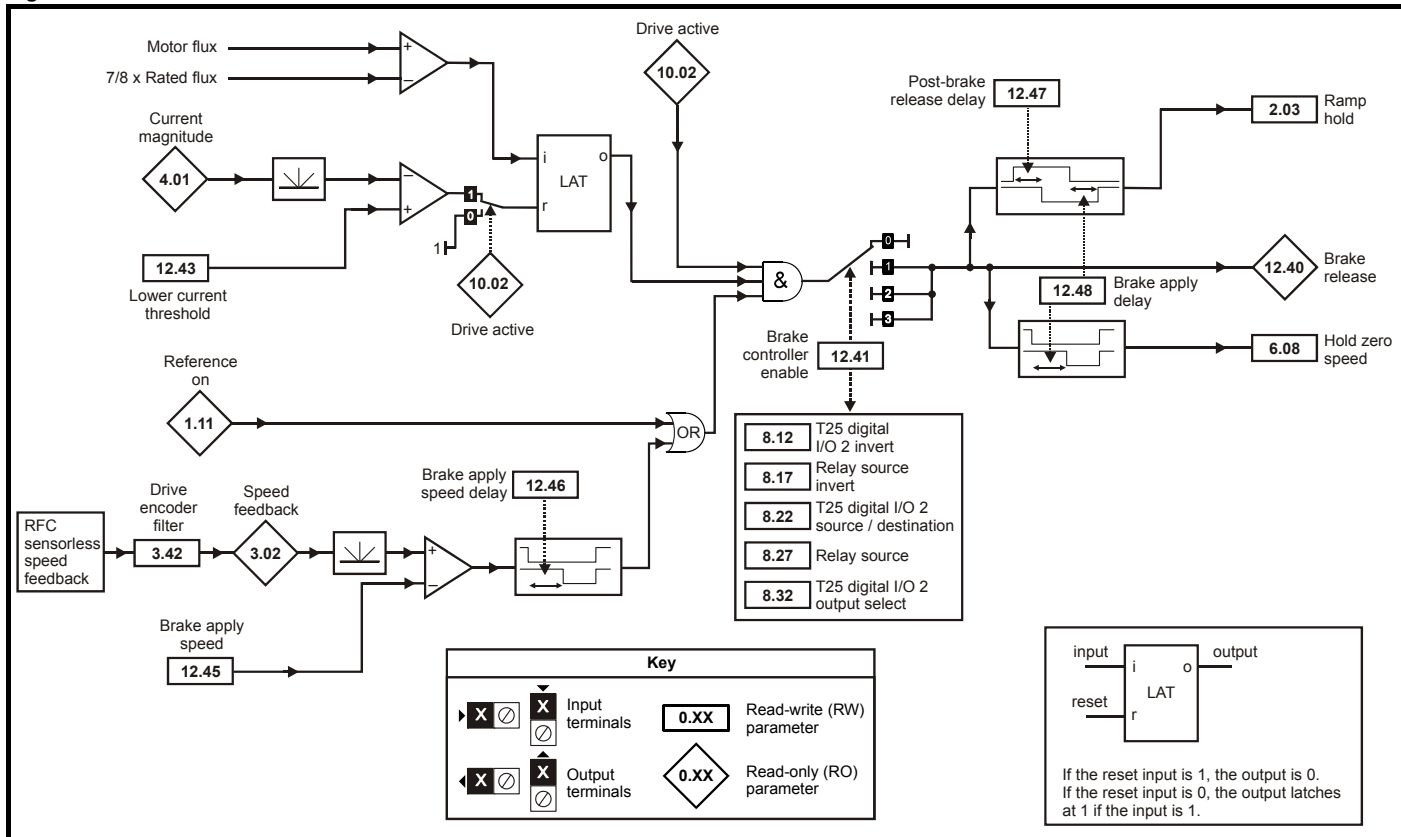 Motor flux
7/8 x Rated flux
Current
magnitude
4.01
12.43
Lower current
threshold
1
0
1
10.02
Drive active
i
o
LAT
r
Drive active
10.02
&
Reference
on
1.11
OR
RFC
sensorless
speed
feedback
Drive
encoder
filter
3.42
Speed
feedback
3.02
Brake apply
speed delay
12.46
Brake apply
speed
12.45
+
−
−
+
+
−
0
1
2
3
Brake
controller
enable
12.41
8.12 T25 digital
I/O 2 invert
8.17 Relay source
invert
8.22 T25 digital I/O 2
source / destination
8.27 Relay source
8.32 T25 digital I/O 2
output select
Post-brake
release delay
12.47
2.03 Ramp
hold
12.40 Brake
release
12.48 Brake apply
delay
6.08 Hold zero
speed
Key
X X Input
terminals
0.XX Read-write (RW)
parameter
X X Output
terminals
0.XX Read-only (RO)
parameter
input
i
o
output
LAT
reset
r
If the reset input is 1, the output is 0.
If the reset input is 0, the output latches
at 1 if the input is 1.